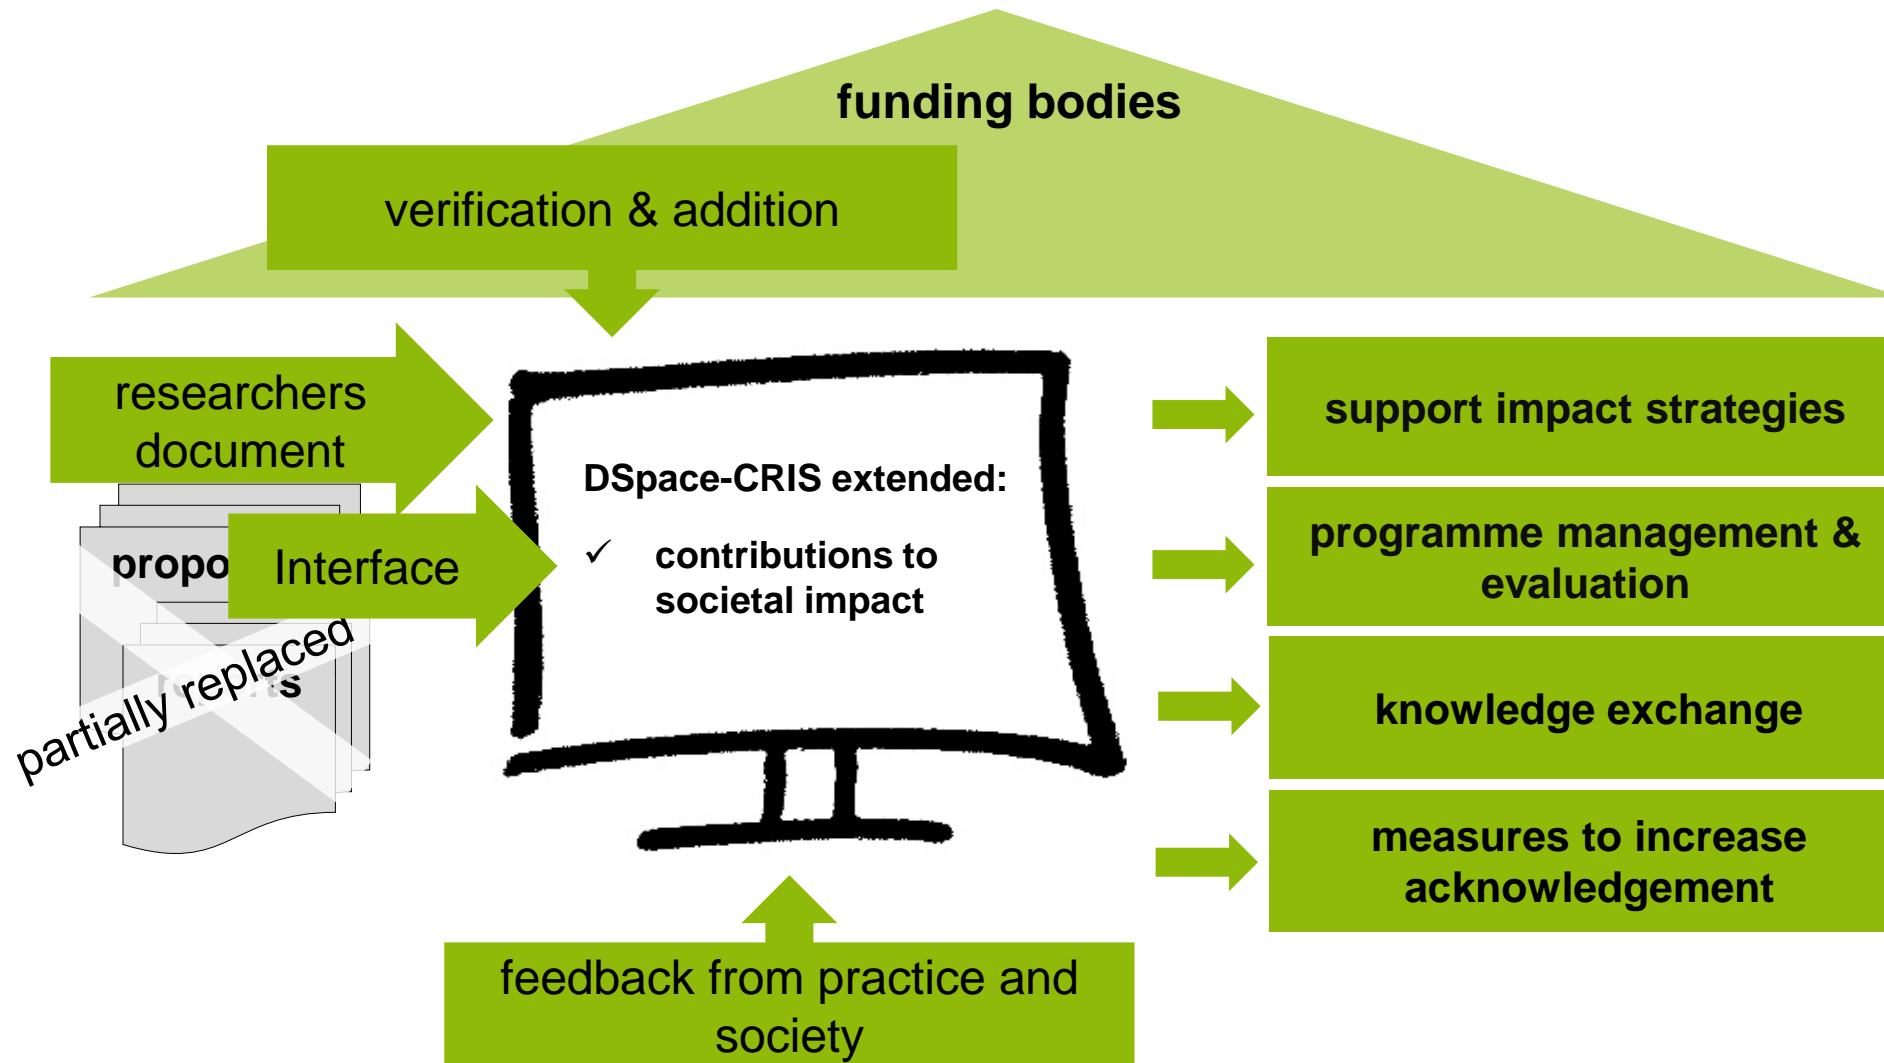 funding bodies
verification & addition
researchers
document
DSpace-CRIS extended:
✓ contributions to
societal impact
Interface
partially replaced
support impact strategies
programme management &
evaluation
knowledge exchange
measures to increase
acknowledgement
feedback from practice and
society